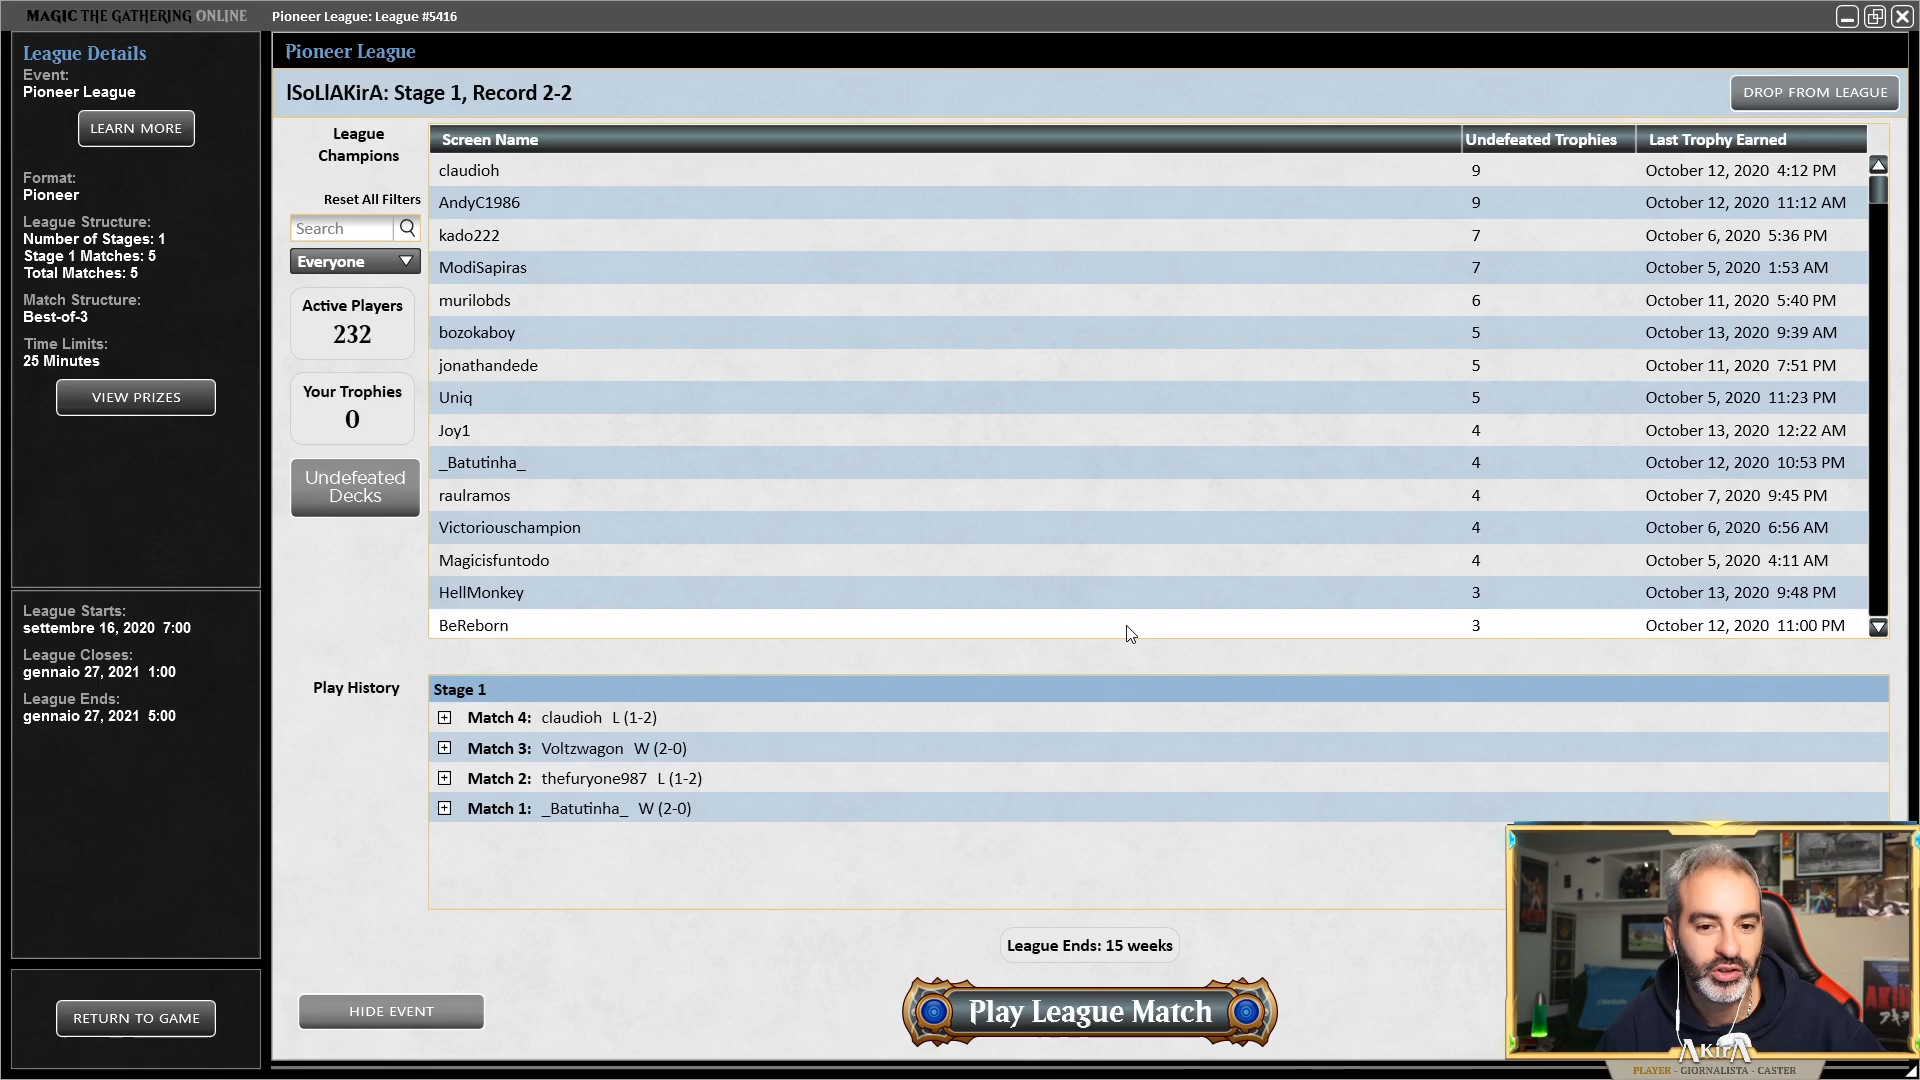 MAGIC THE GATHERING ONLINE
Pioneer League: League #5416
League Details
Event:
Pioneer League
LEARN MORE
Format:
Pioneer
League Structure:
Number of Stages: 1
Stage 1 Matches: 5
Total Matches: 5
Match Structure:
Best-of-3
Time Limits:
25 Minutes
VIEW PRIZES
League Starts:
settembre 16, 2020 7:00
League Closes:
gennaio 27, 2021 1:00
League Ends:
gennaio 27, 2021 5:00
RETURN TO GAME
Pioneer League
lSoLlAKirA: Stage 1, Record 2-2
DROP FROM LEAGUE
League
Champions
Reset All Filters
Search
Everyone
Active Players
232
Your Trophies
0
Undefeated
Decks
Screen Name Undefeated Trophies Last Trophy Earned
claudioh 9 October 12, 2020 4:12 PM
AndyC1986 9 October 12, 2020 11:12 AM
kado222 7 October 6, 2020 5:36 PM
ModiSapiras 7 October 5, 2020 1:53 AM
murilobds 6 October 11, 2020 5:40 PM
bozokaboy 5 October 13, 2020 9:39 AM
jonathandede 5 October 11, 2020 7:51 PM
Uniq 5 October 5, 2020 11:23 PM
Joy1 4 October 13, 2020 12:22 AM
_Batutinha_ 4 October 12, 2020 10:53 PM
raulramos 4 October 7, 2020 9:45 PM
Victoriouschampion 4 October 6, 2020 6:56 AM
Magicisfuntodo 4 October 5, 2020 4:11 AM
HellMonkey 3 October 13, 2020 9:48 PM
BeReborn 3 October 12, 2020 11:00 PM
Play History
Stage 1
Match 4: claudioh L (1-2)
Match 3: Voltzwagon W (2-0)
Match 2: thefuryone987 L (1-2)
Match 1: _Batutinha_ W (2-0)
League Ends: 15 weeks
HIDE EVENT
Play League Match
AKirA
PLAYER - GIORNALISTA - CASTER